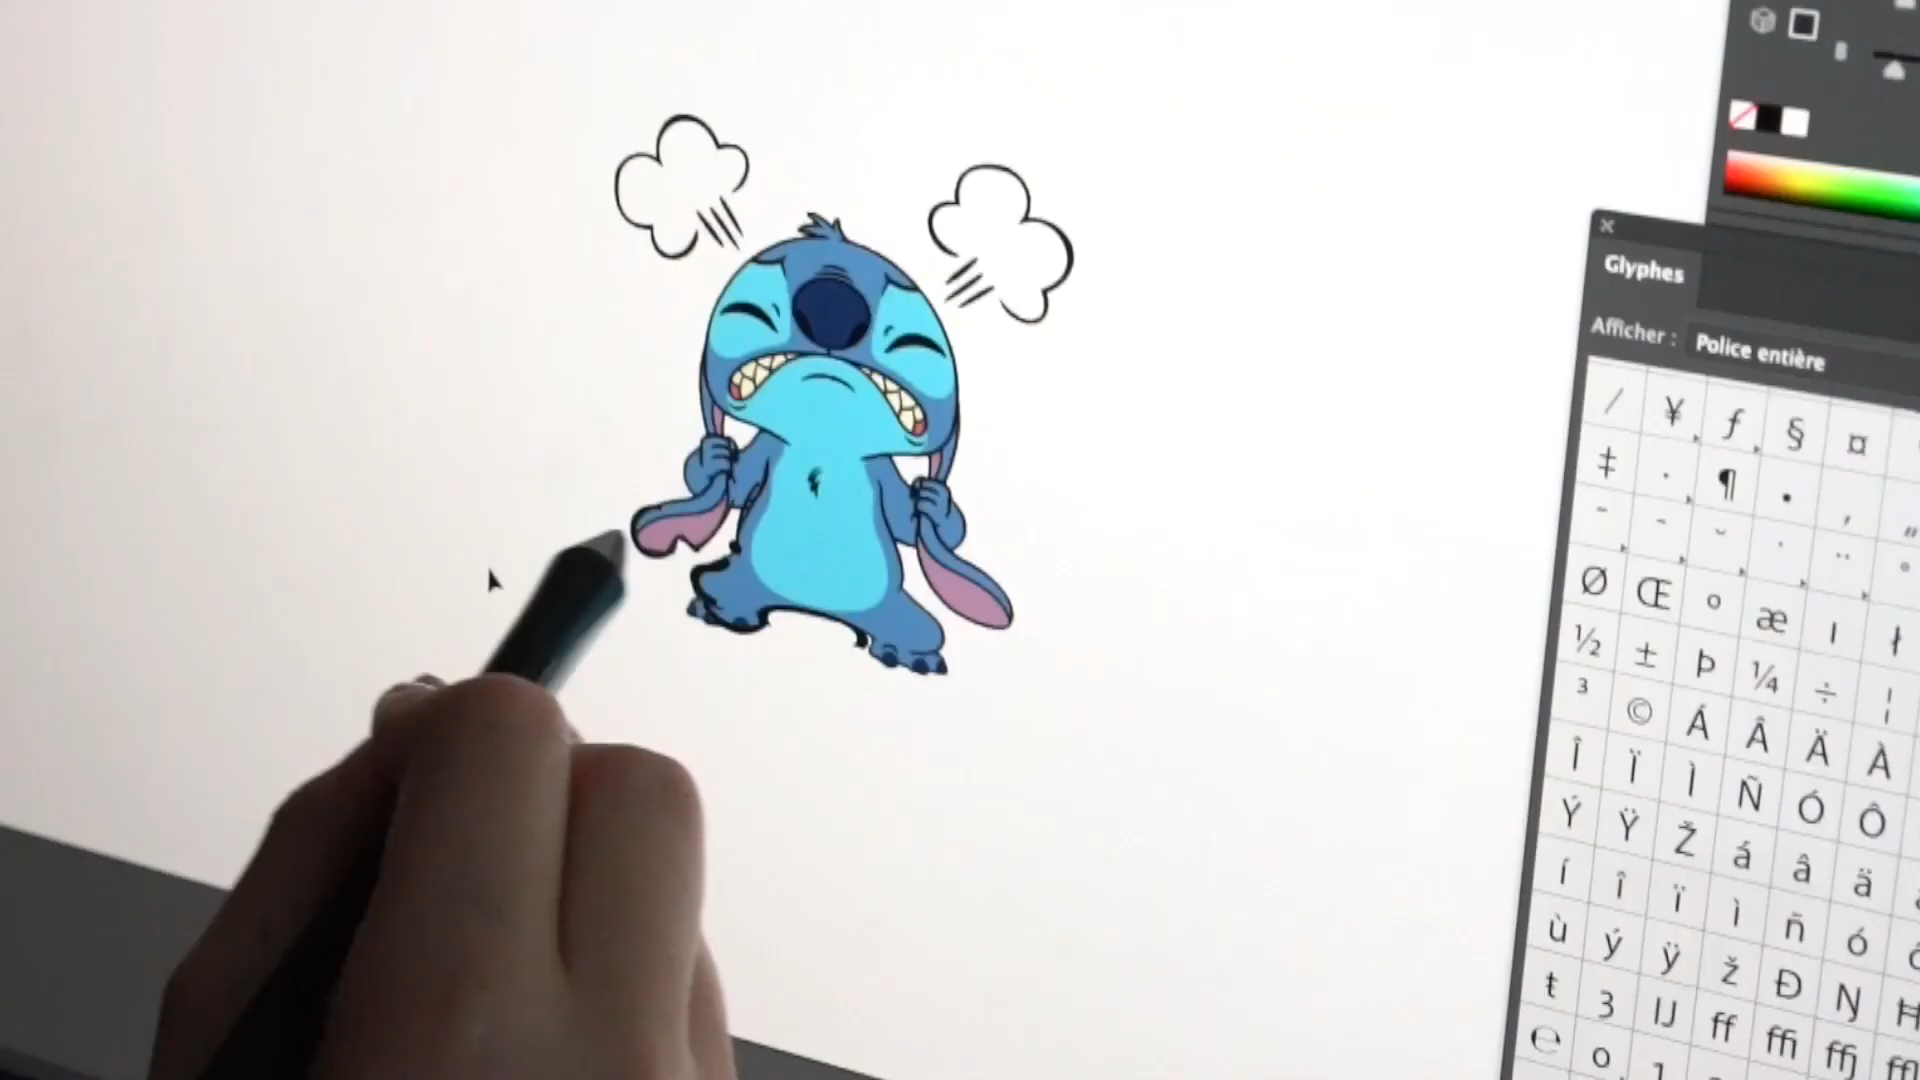 Glyphes
Afficher : Police entière
/ ¥ ƒ § ¤
‡ · ¶ • ‚ „
¯ ˉ ˘ ˙ ¨ °
Ø Œ º æ ı ł
½ ± Þ ¼ ÷ ¦
³ © Á Â Ä À
Î Ï Ì Ñ Ó Ô
Ý Ÿ Ž á â ä
í î ï ì ñ ó
ù ý ÿ ž Đ Ŋ Ħ
ŧ ȝ IJ ff ffi ffj
℮ o